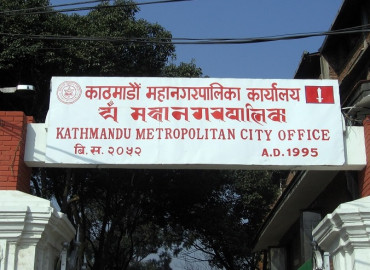 काठमाडौं महानगरपालिका कार्यालय
KATHMANDU METROPOLITAN CITY OFFICE
वि. स. २०५२ A.D. 1995